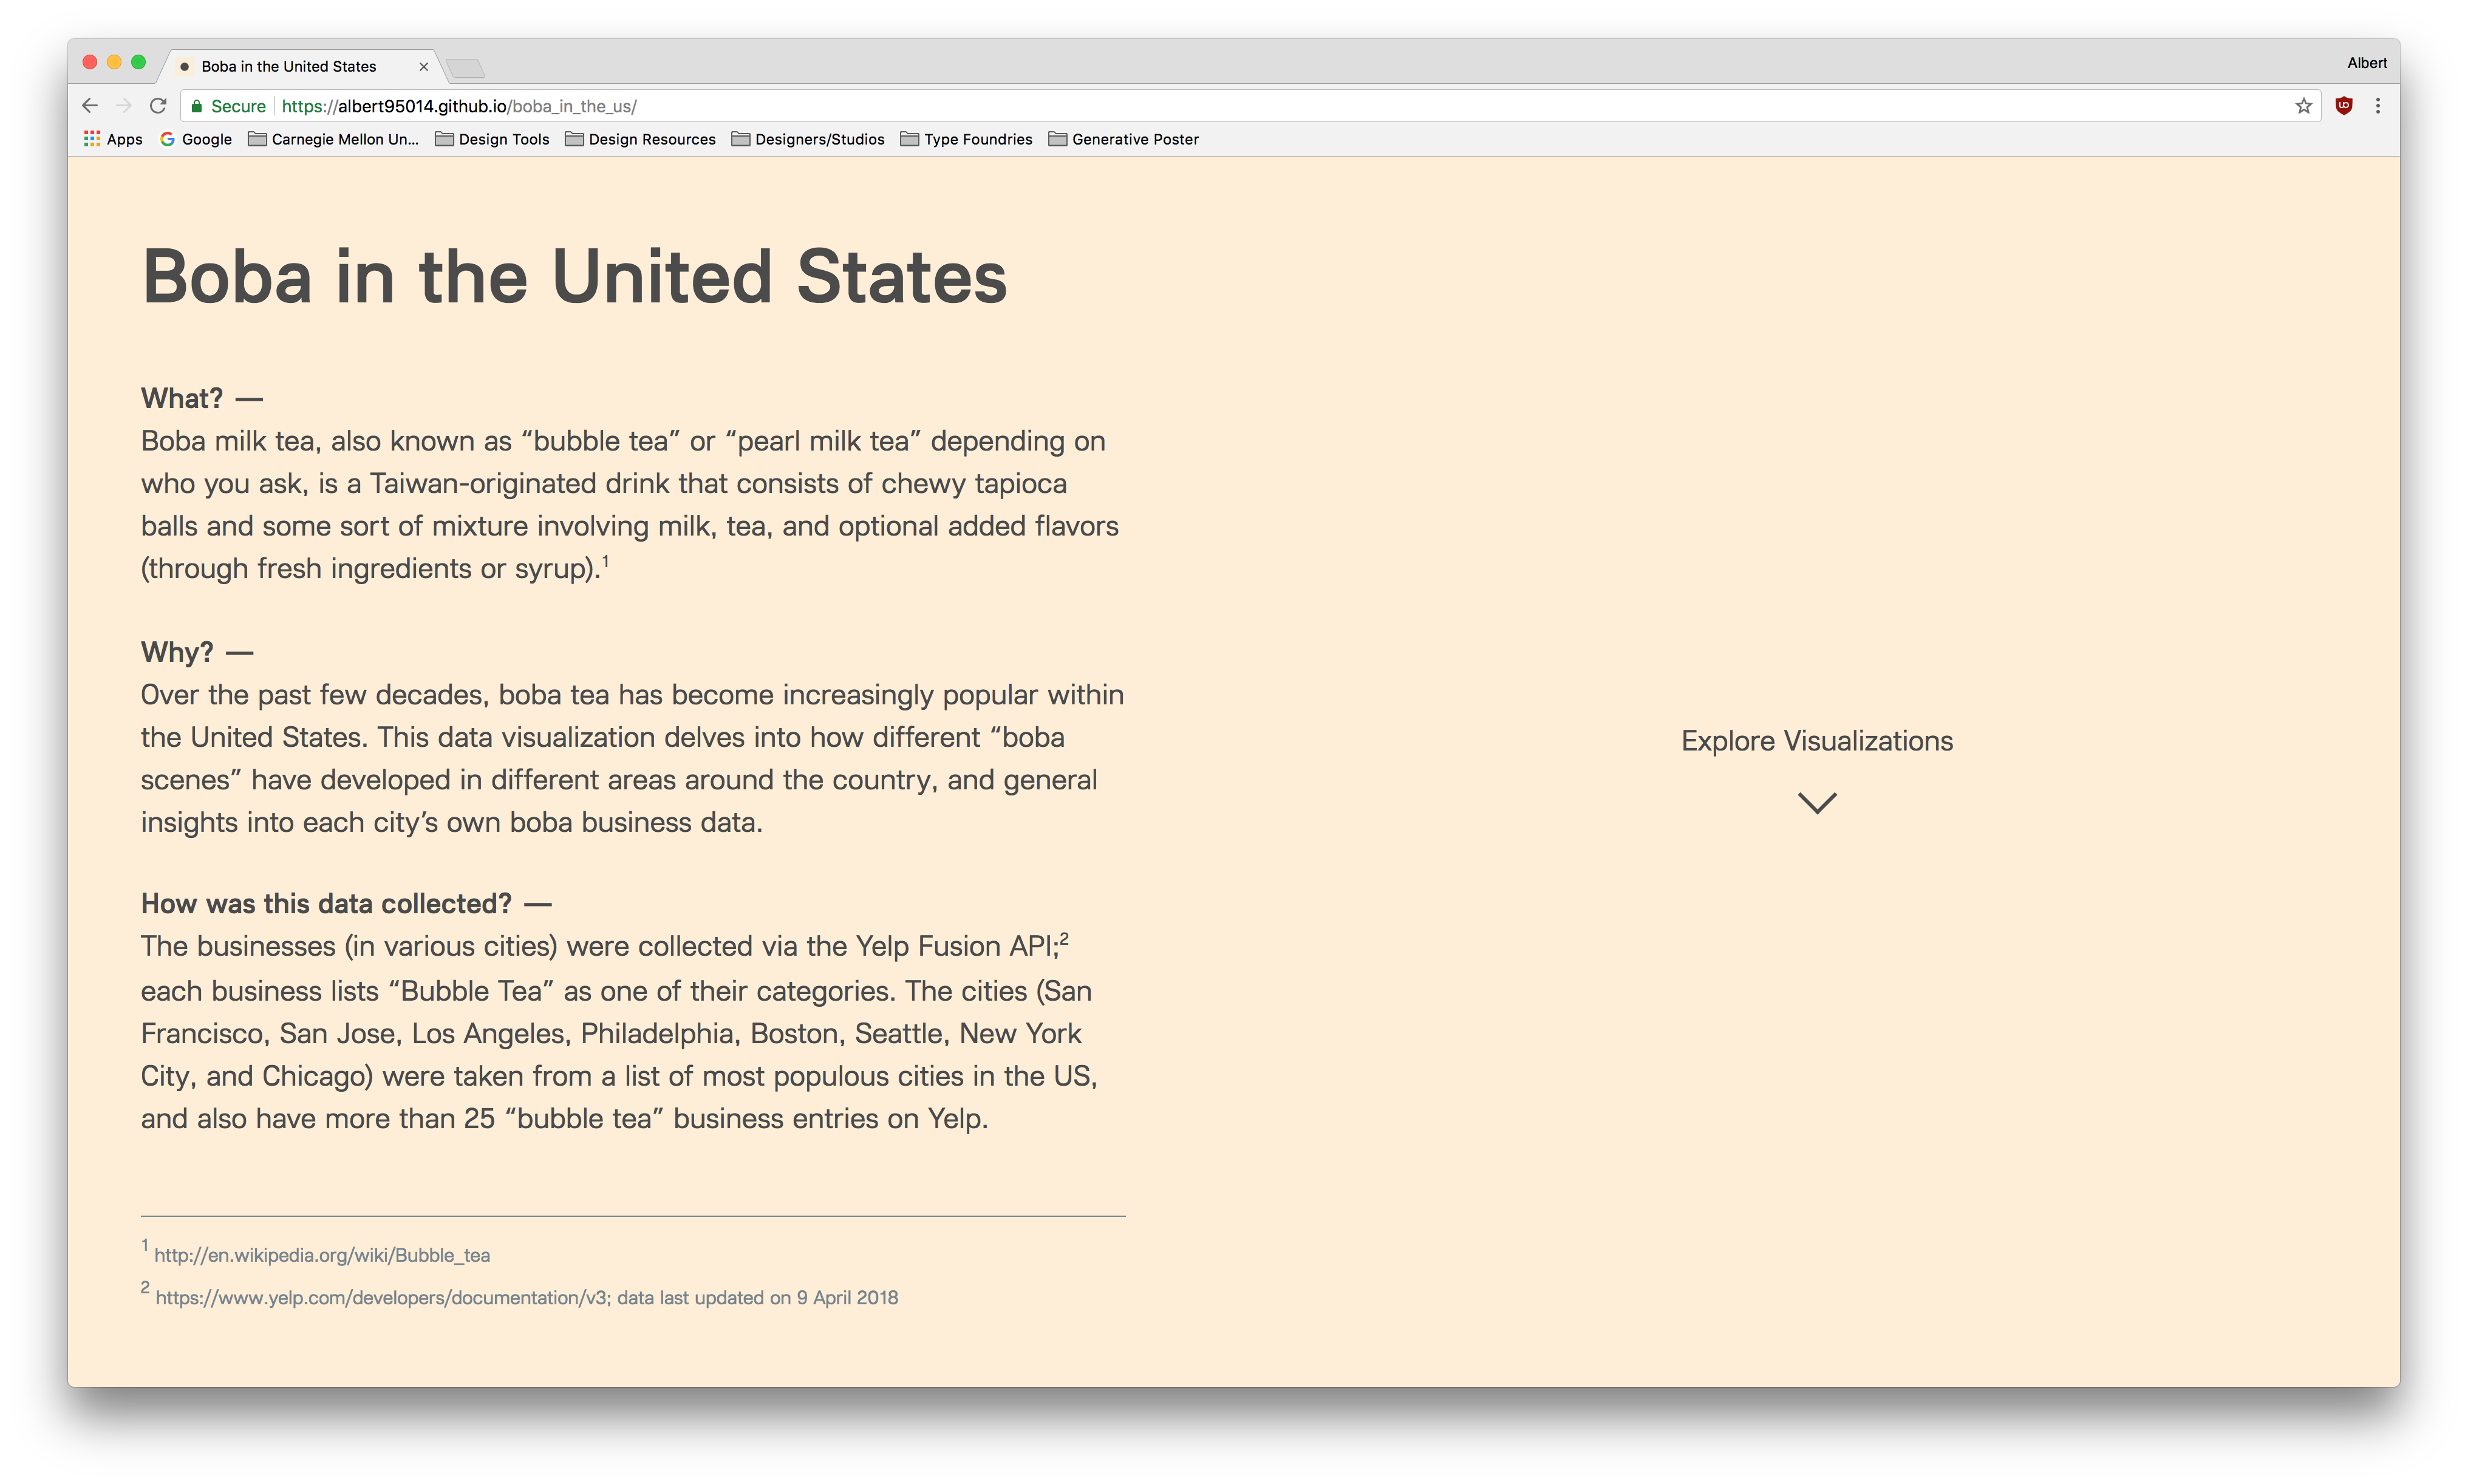 Boba in the United States
Albert
Secure https://albert95014.github.io/boba_in_the_us/
Apps Google Carnegie Mellon Un... Design Tools Design Resources Designers/Studios Type Foundries Generative Poster
Boba in the United States
What? —
Boba milk tea, also known as “bubble tea” or “pearl milk tea” depending on
who you ask, is a Taiwan-originated drink that consists of chewy tapioca
balls and some sort of mixture involving milk, tea, and optional added flavors
(through fresh ingredients or syrup).1
Why? —
Over the past few decades, boba tea has become increasingly popular within
the United States. This data visualization delves into how different “boba
scenes” have developed in different areas around the country, and general
insights into each city’s own boba business data.
How was this data collected? —
The businesses (in various cities) were collected via the Yelp Fusion API;2
each business lists “Bubble Tea” as one of their categories. The cities (San
Francisco, San Jose, Los Angeles, Philadelphia, Boston, Seattle, New York
City, and Chicago) were taken from a list of most populous cities in the US,
and also have more than 25 “bubble tea” business entries on Yelp.
1 http://en.wikipedia.org/wiki/Bubble_tea
2 https://www.yelp.com/developers/documentation/v3; data last updated on 9 April 2018
Explore Visualizations